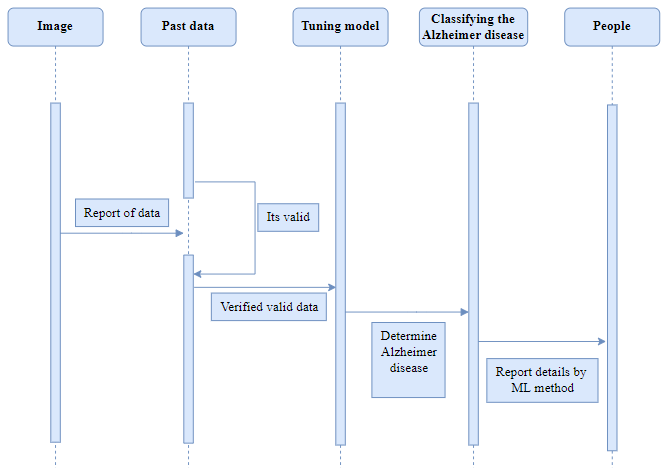 Image
Past data
Tuning model
Classifying the
Alzheimer disease
People
Report of data
Its valid
Verified valid data
Determine
Alzheimer
disease
Report details by
ML method